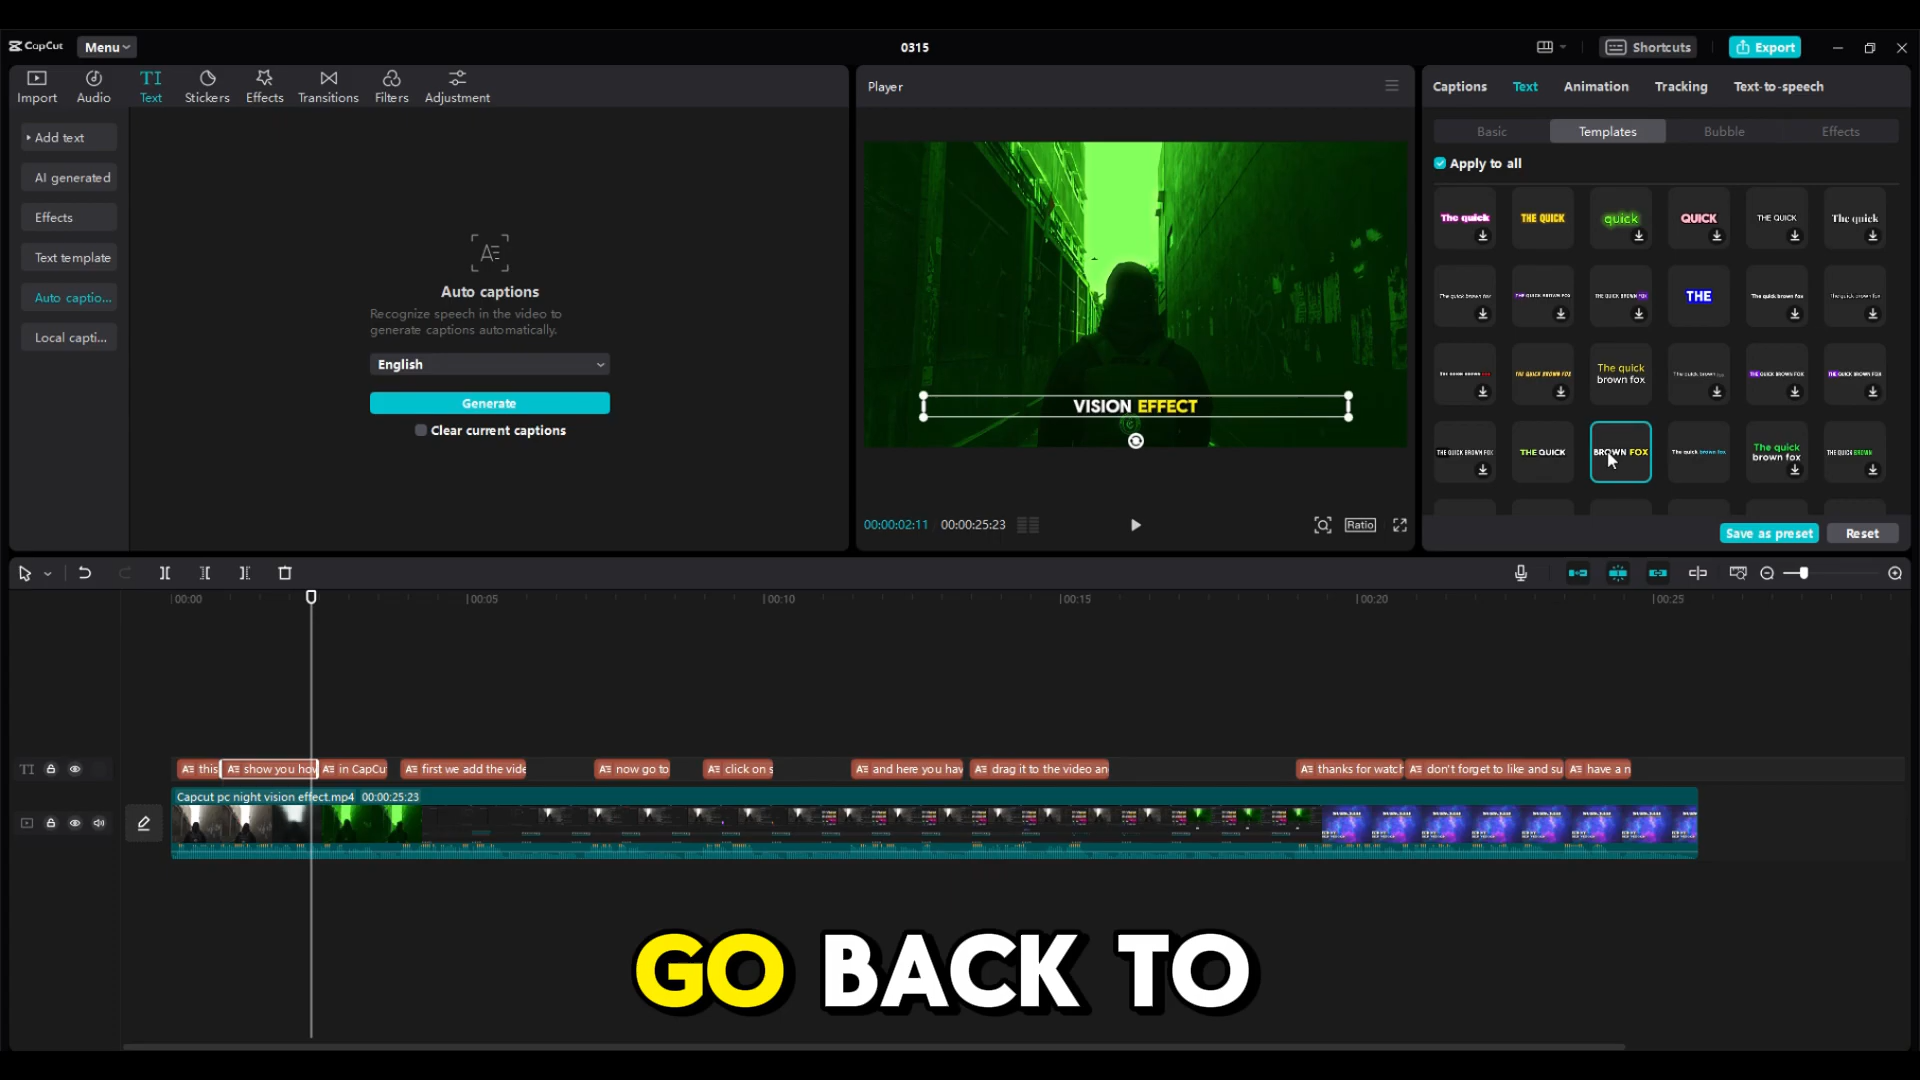 CapCut
Menu
0315
Shortcuts
Export
Import
Audio
TI
Text
Stickers
Effects
Transitions
Filters
Adjustment
Add text
AI generated
Effects
Text template
Auto captio...
Local capti...
Auto captions
Recognize speech in the video to
generate captions automatically.
English
Generate
Clear current captions
Player
VISION EFFECT
00:00:02:11
00:00:25:23
Ratio
Captions
Text
Animation
Tracking
Text-to-speech
Basic
Templates
Bubble
Effects
Apply to all
The quick
THE QUICK
quick
QUICK
THE QUICK
The quick
The quick brown fox
THE QUICK BROWN FOX
THE QUICK BROWN FOX
THE
The quick brown fox
The quick brown fox
THE QUICK BROWN FOX
The quick
brown fox
The quick brown fox
THE QUICK BROWN FOX
THE QUICK BROWN FOX
THE QUICK BROWN FOX
THE QUICK
BROWN FOX
The quick brown fox
The quick
brown fox
THE QUICK BROWN
Save as preset
Reset
00:00
00:05
00:10
00:15
00:20
00:25
TI
this
show you how
in CapCu
first we add the vide
now go to
click on s
and here you hav
drag it to the video an
thanks for watch
don't forget to like and su
have a n
Capcut pc night vision effect.mp4 00:00:25:23
GO BACK TO